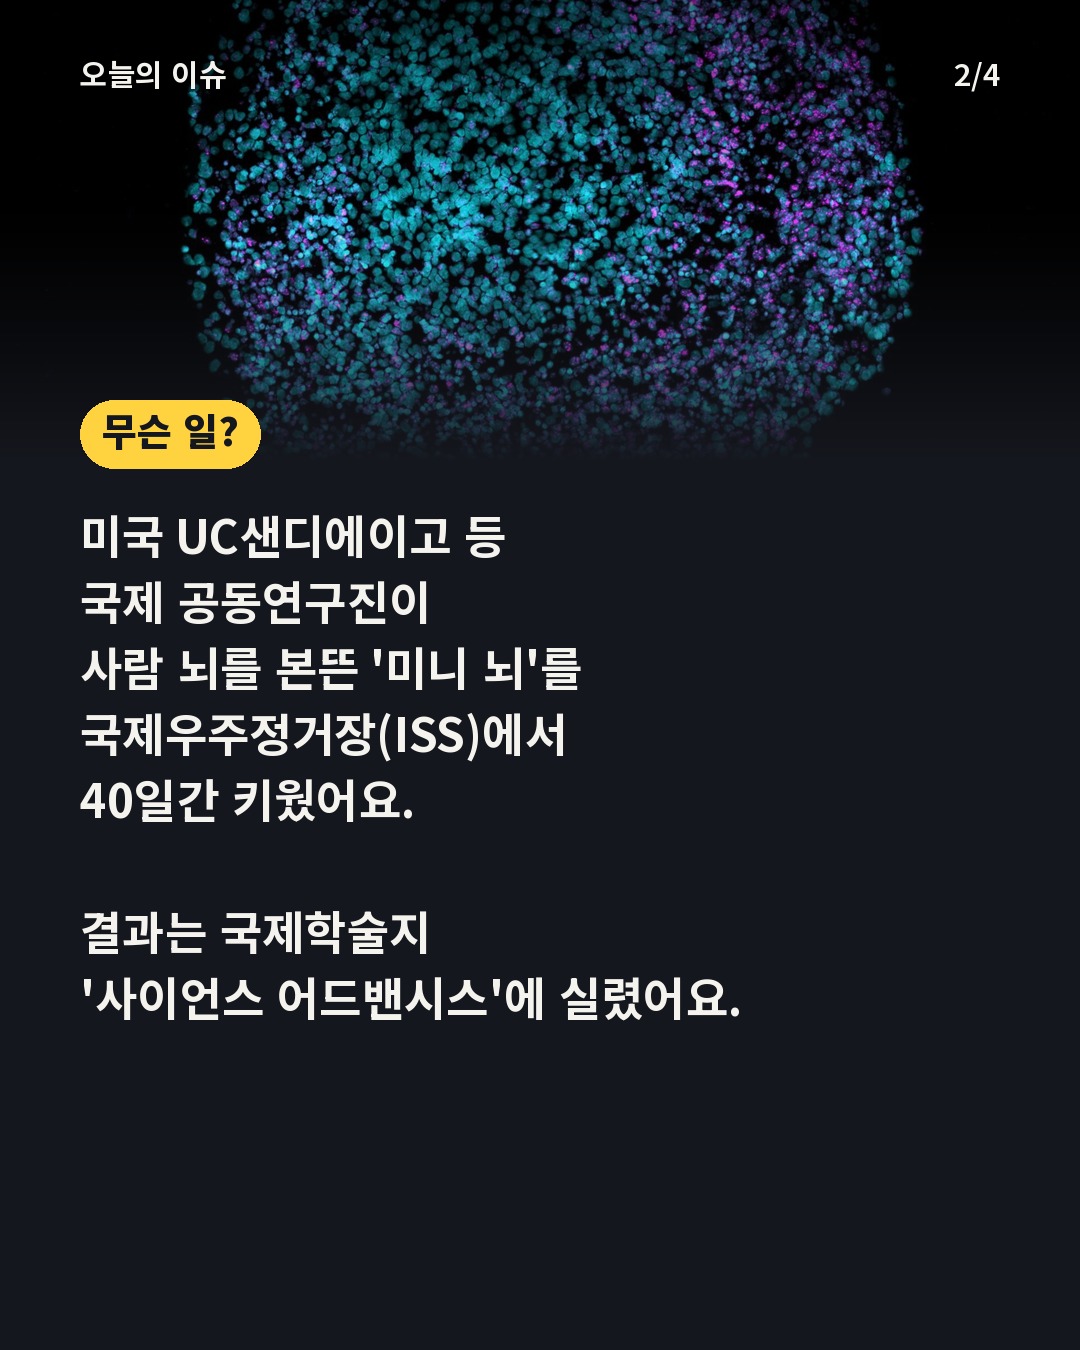 오늘의 이슈
2/4
무슨 일?
미국 UC샌디에이고 등
국제 공동연구진이
사람 뇌를 본뜬 '미니 뇌'를
국제우주정거장(ISS)에서
40일간 키웠어요.
결과는 국제학술지
'사이언스 어드밴시스'에 실렸어요.